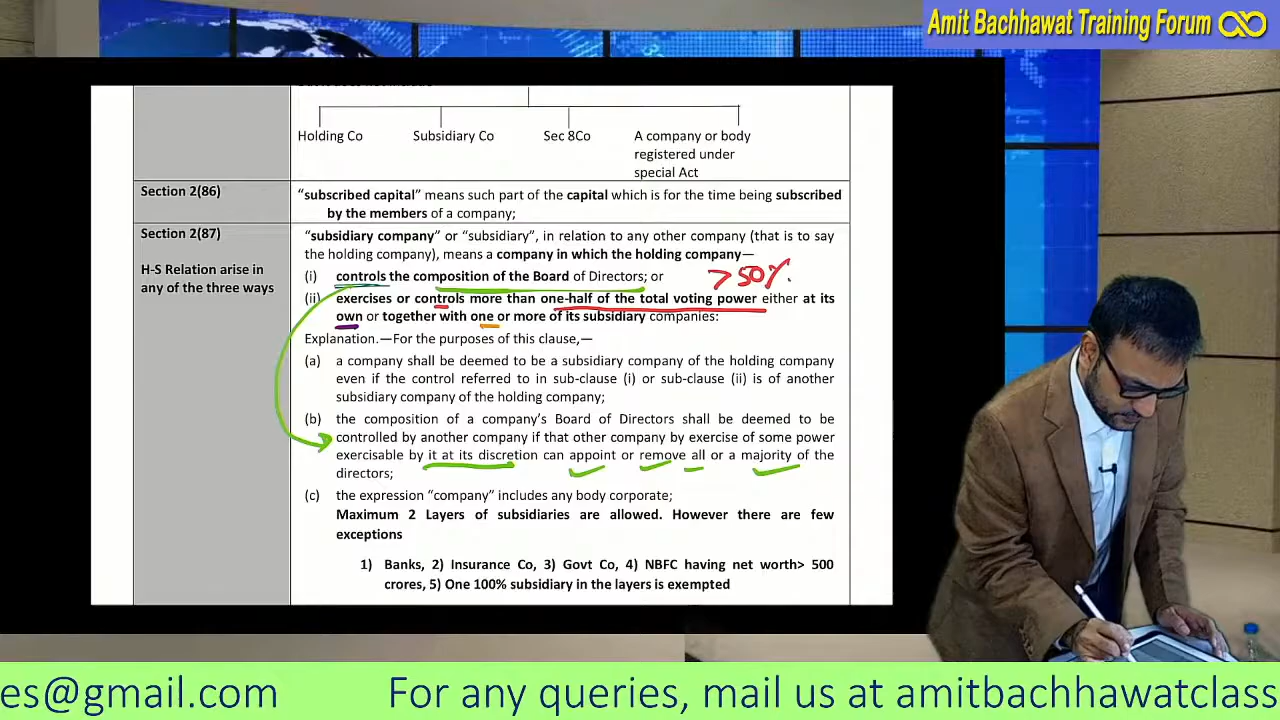 Amit Bachhawat Training Forum
Holding Co Subsidiary Co Sec 8Co A company or body
registered under
special Act
Section 2(86)
“subscribed capital” means such part of the capital which is for the time being subscribed
by the members of a company;
Section 2(87)
H-S Relation arise in
any of the three ways
“subsidiary company” or “subsidiary”, in relation to any other company (that is to say
the holding company), means a company in which the holding company—
(i) controls the composition of the Board of Directors; or >50%
(ii) exercises or controls more than one-half of the total voting power either at its
own or together with one or more of its subsidiary companies:
Explanation.—For the purposes of this clause,—
(a) a company shall be deemed to be a subsidiary company of the holding company
even if the control referred to in sub-clause (i) or sub-clause (ii) is of another
subsidiary company of the holding company;
(b) the composition of a company’s Board of Directors shall be deemed to be
controlled by another company if that other company by exercise of some power
exercisable by it at its discretion can appoint or remove all or a majority of the
directors;
(c) the expression “company” includes any body corporate;
Maximum 2 Layers of subsidiaries are allowed. However there are few
exceptions
1) Banks, 2) Insurance Co, 3) Govt Co, 4) NBFC having net worth> 500
crores, 5) One 100% subsidiary in the layers is exempted
es@gmail.com For any queries, mail us at amitbachhawatclass